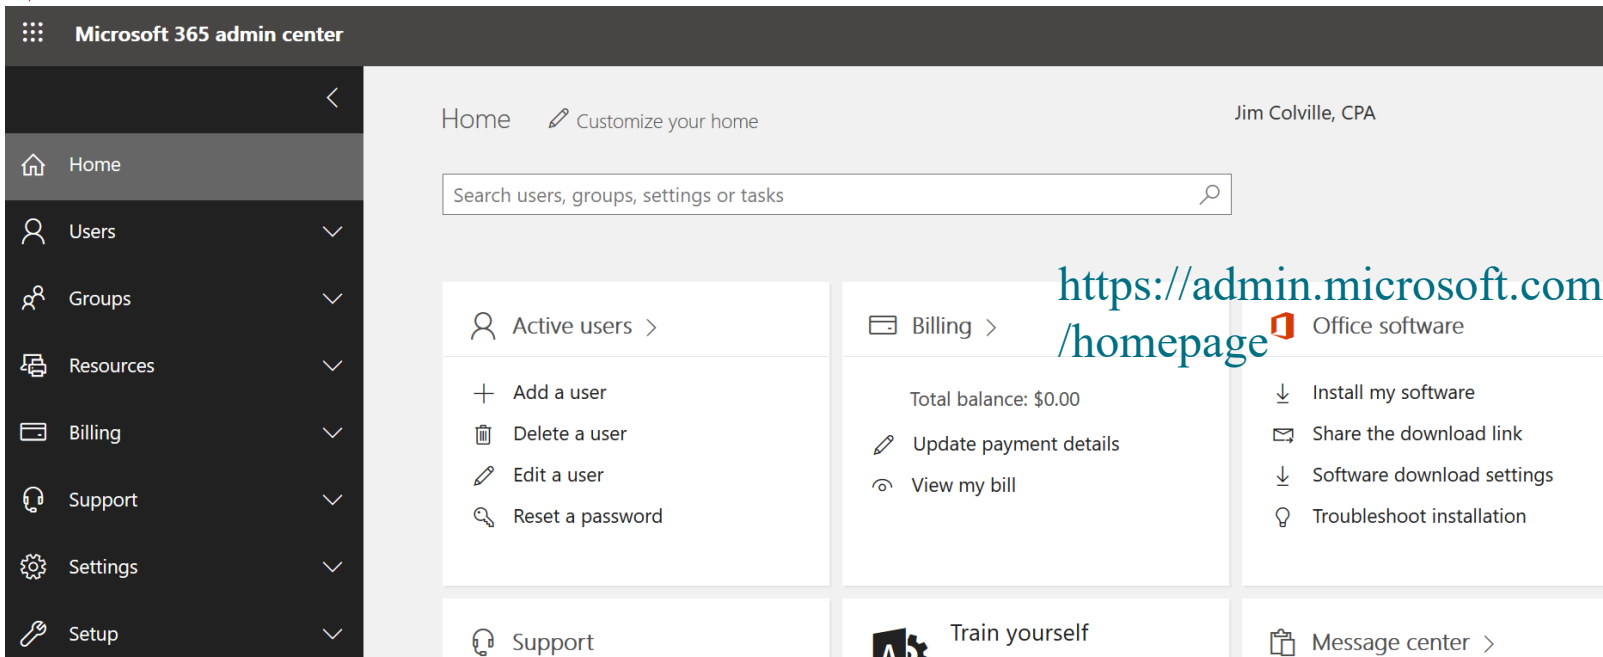 Microsoft 365 admin center
Home
Users
Groups
Resources
Billing
Support
Settings
Setup
Home
Customize your home
Jim Colville, CPA
Search users, groups, settings or tasks
https://admin.microsoft.com
/homepage
Active users
Add a user
Delete a user
Edit a user
Reset a password
Billing
Total balance: $0.00
Update payment details
View my bill
Office software
Install my software
Share the download link
Software download settings
Troubleshoot installation
Support
Train yourself
Message center